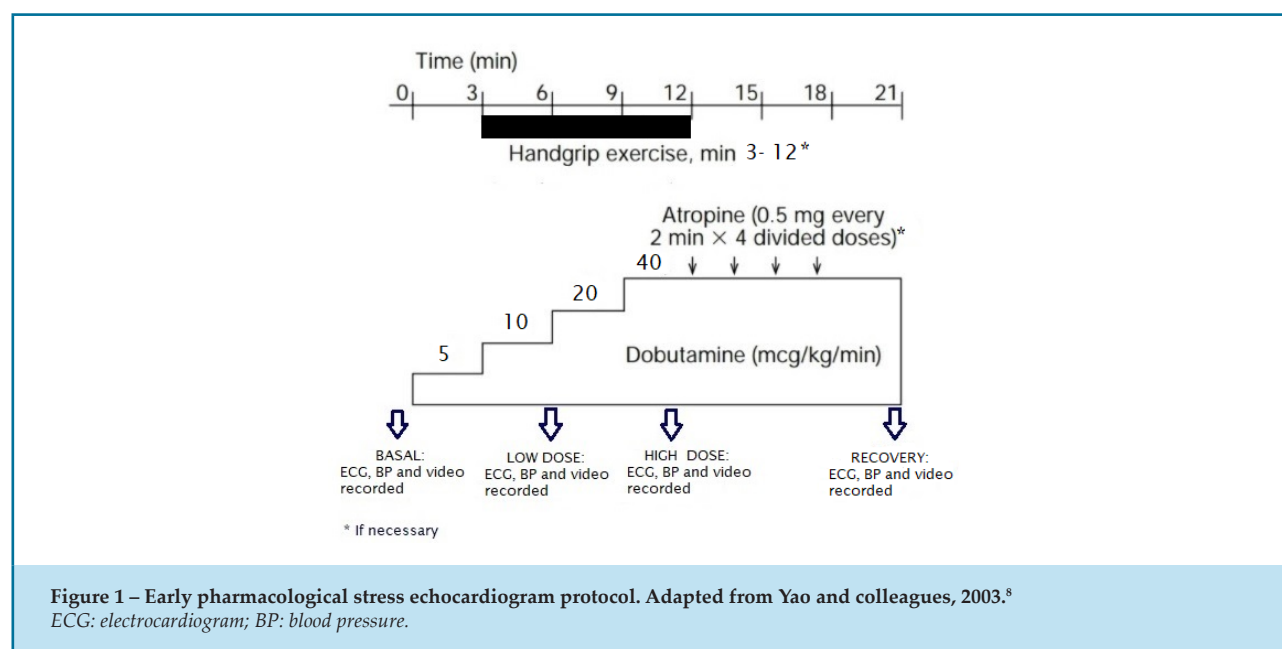 Time (min)
0 3 6 9 12 15 18 21
Handgrip exercise, min 3- 12*
Atropine (0.5 mg every
2 min × 4 divided doses)*
40
20
10
5
Dobutamine (mcg/kg/min)
BASAL:
ECG, BP and video
recorded
LOW DOSE:
ECG, BP and video
recorded
HIGH DOSE:
ECG, BP and video
recorded
RECOVERY:
ECG, BP and video
recorded
* If necessary
Figure 1 – Early pharmacological stress echocardiogram protocol. Adapted from Yao and colleagues, 2003.⁸
ECG: electrocardiogram; BP: blood pressure.